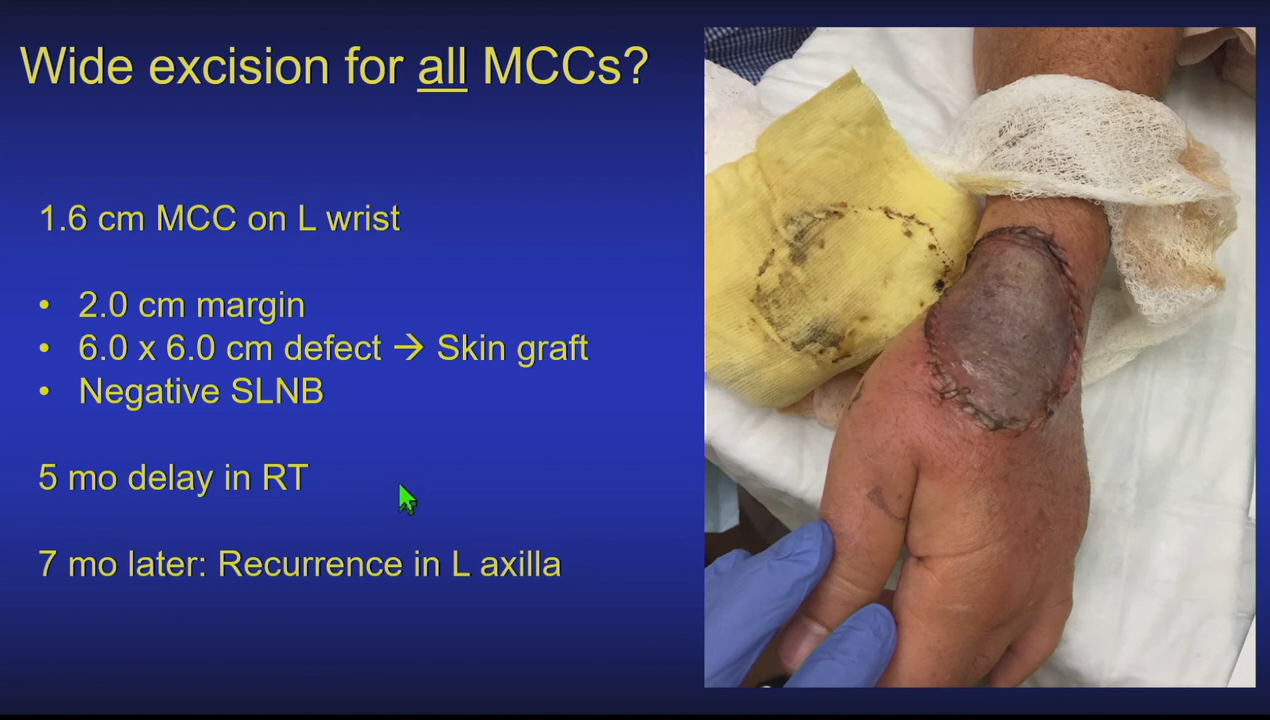 Wide excision for all MCCs?
1.6 cm MCC on L wrist
• 2.0 cm margin
• 6.0 x 6.0 cm defect → Skin graft
• Negative SLNB
5 mo delay in RT
7 mo later: Recurrence in L axilla